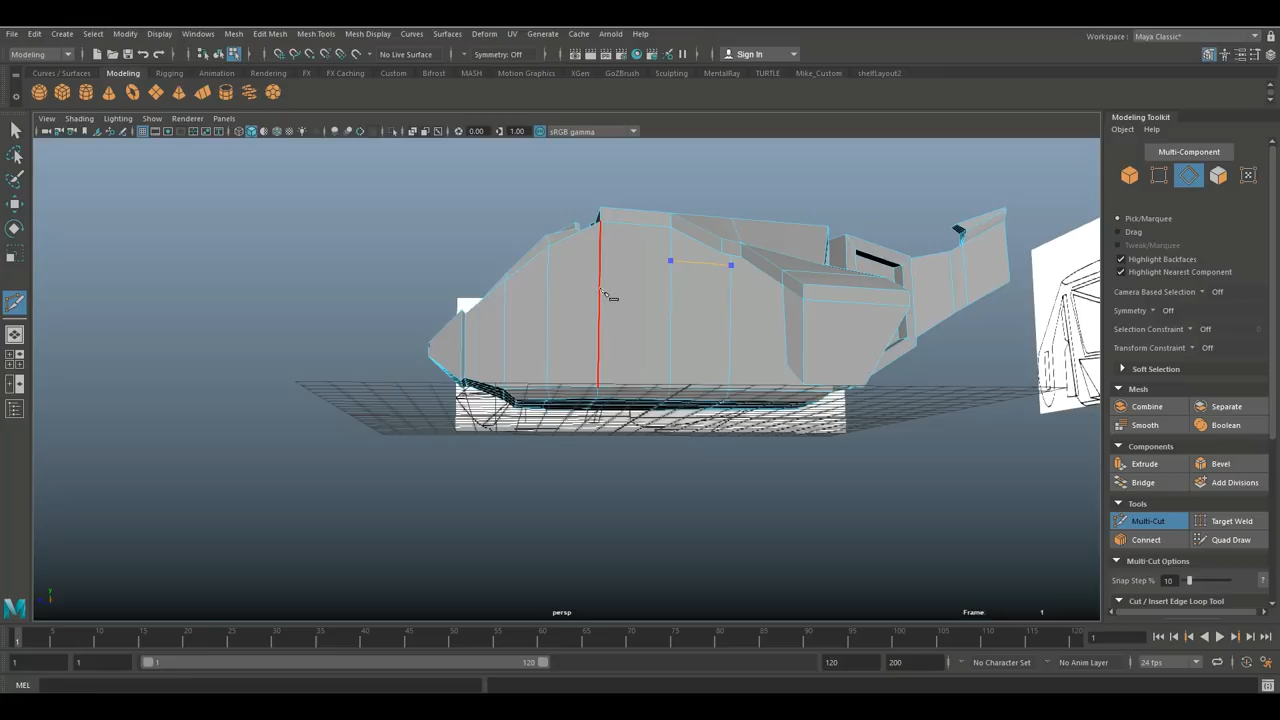 File Edit Create Select Modify Display Windows Mesh Edit Mesh Mesh Tools Mesh Display Curves Surfaces Deform UV Generate Cache Arnold Help
Workspace: Maya Classic*
Modeling No Live Surface Symmetry: Off Sign In
Curves / Surfaces Modeling Rigging Animation Rendering FX FX Caching Custom Bifrost MASH Motion Graphics XGen GoZBrush MentalRay TURTLE Sculpting Mike_Custom shelfLayout2
View Shading Lighting Show Renderer Panels
0.00 1.00 sRGB gamma
persp
Frame: 1
Modeling Toolkit
Object Help
Multi-Component
Pick/Marquee
Drag
Tweak/Marquee
Highlight Backfaces
Highlight Nearest Component
Camera Based Selection Off
Symmetry: Off
Selection Constraint Off 0
Transform Constraint Off
Soft Selection
Mesh
Combine Separate
Smooth Boolean
Components
Extrude Bevel
Bridge Add Divisions
Tools
Multi-Cut Target Weld
Connect Quad Draw
Multi-Cut Options
Snap Step % 10 ?
Cut / Insert Edge Loop Tool
1 5 10 15 20 25 30 35 40 45 50 55 60 65 70 75 80 85 90 95 100 105 110 115 120 1
1 1 1 120 120 200 No Character Set No Anim Layer 24 fps
MEL